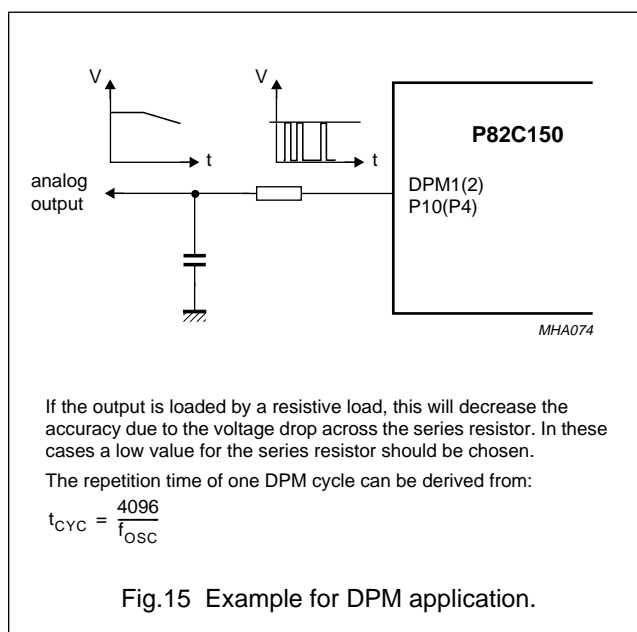 V
t
V
t
P82C150
analog
output
DPM1(2)
P10(P4)
MHA074
If the output is loaded by a resistive load, this will decrease the
accuracy due to the voltage drop across the series resistor. In these
cases a low value for the series resistor should be chosen.
The repetition time of one DPM cycle can be derived from:
t_CYC = 4096/f_OSC
Fig.15 Example for DPM application.